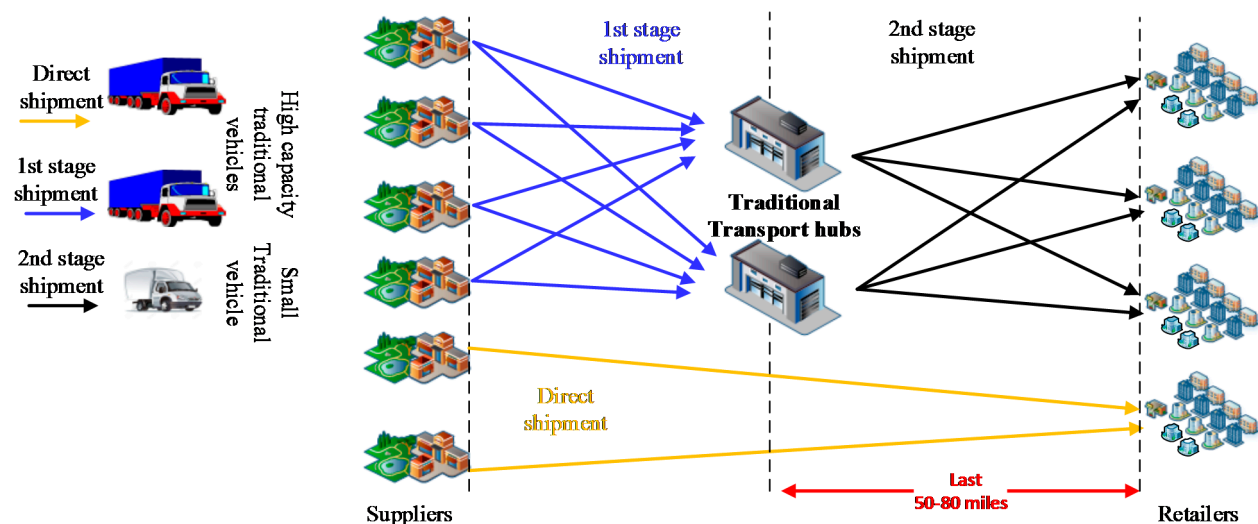 Direct
shipment
High capacity
traditional
vehicles
1st stage
shipment
2nd stage
shipment
Small
Traditional
vehicle
1st stage
shipment
2nd stage
shipment
Traditional
Transport hubs
Direct
shipment
Last
50-80 miles
Suppliers
Retailers